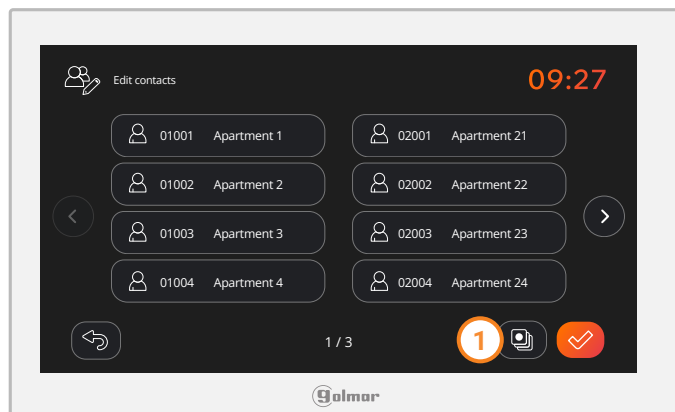 Edit contacts
09:27
01001 Apartment 1
02001 Apartment 21
01002 Apartment 2
02002 Apartment 22
01003 Apartment 3
02003 Apartment 23
01004 Apartment 4
02004 Apartment 24
1 / 3
1
golmar